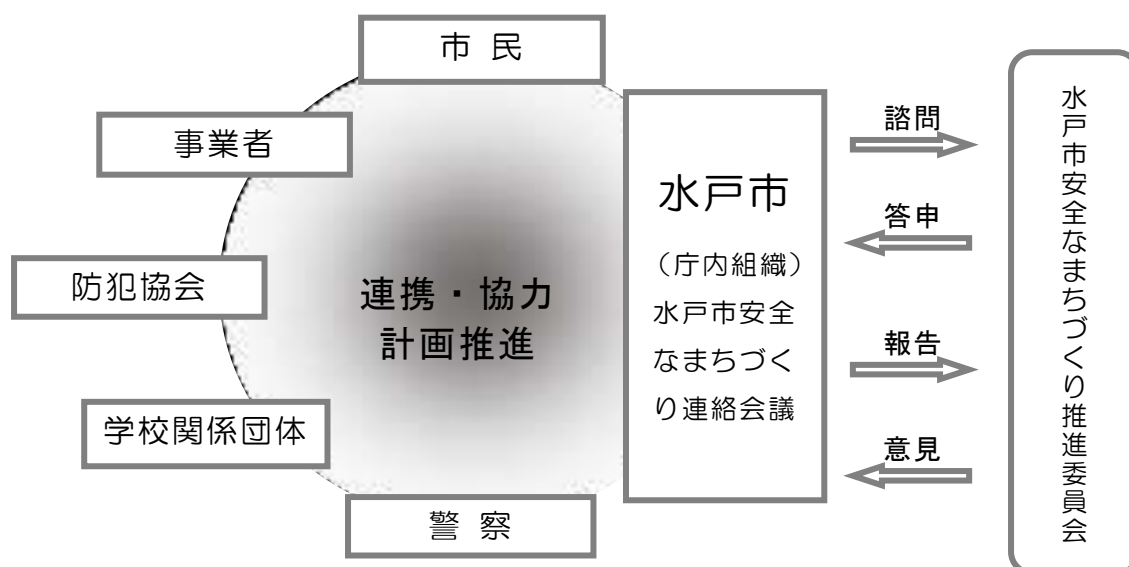 市 民
事業者
防犯協会
学校関係団体
警 察
連携・協力
計画推進
水戸市
（庁内組織）
水戸市安全
なまちづく
り連絡会議
諮問
答申
報告
意見
水戸市安全なまちづくり推進委員会